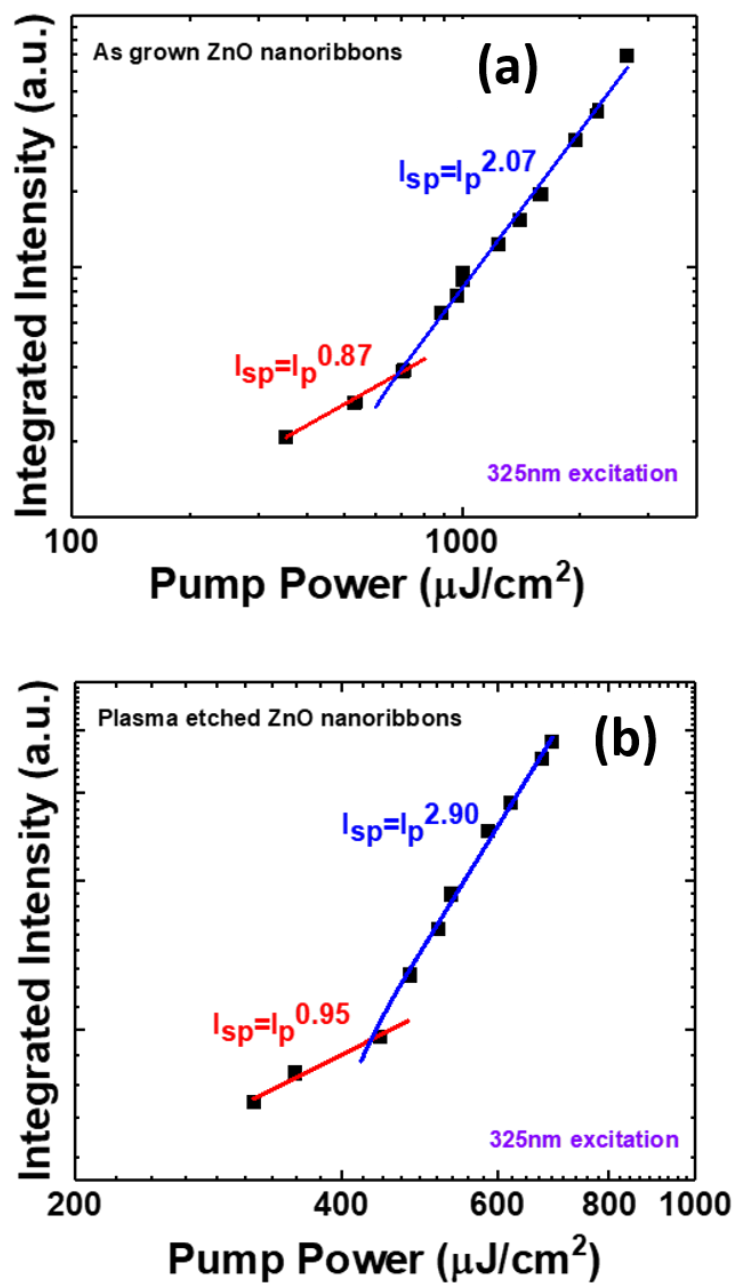 As grown ZnO nanoribbons
(a)
Integrated Intensity (a.u.)
Isp=Ip2.07
Isp=Ip0.87
325nm excitation
100
1000
Pump Power (μJ/cm2)
Plasma etched ZnO nanoribbons
(b)
Integrated Intensity (a.u.)
Isp=Ip2.90
Isp=Ip0.95
325nm excitation
200
400
600
800
1000
Pump Power (μJ/cm2)